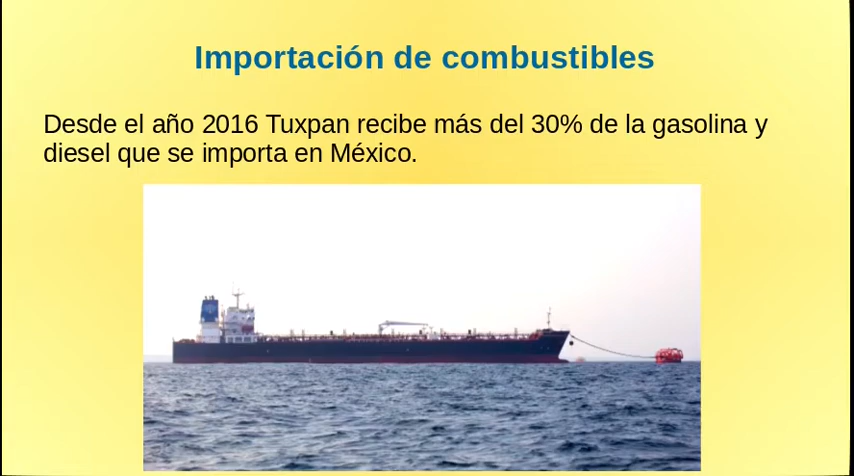 Importación de combustibles
Desde el año 2016 Tuxpan recibe más del 30% de la gasolina y
diesel que se importa en México.